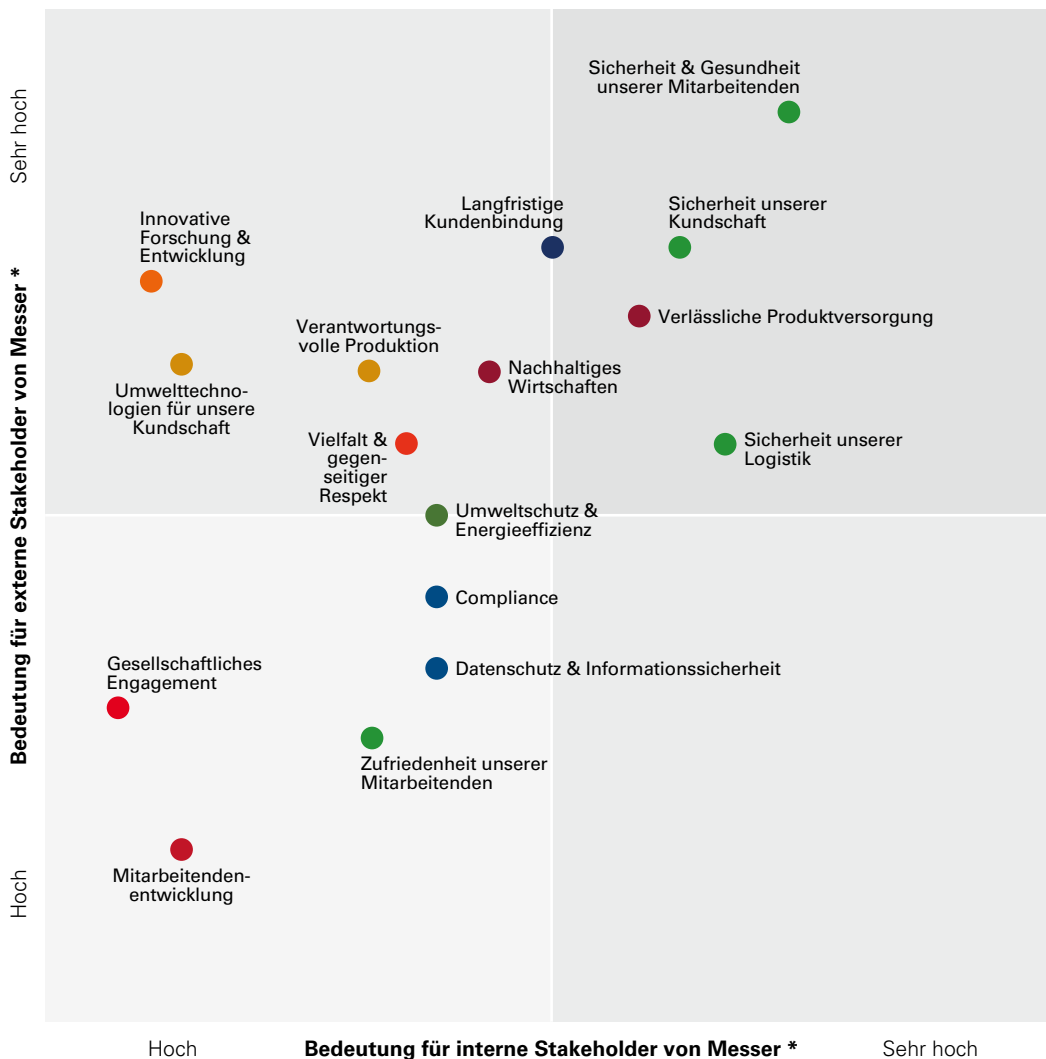 Sehr hoch
Bedeutung für externe Stakeholder von Messer *
Hoch
Sicherheit & Gesundheit
unserer Mitarbeitenden
Langfristige
Kundenbindung
Sicherheit unserer
Kundschaft
Innovative
Forschung &
Entwicklung
Verlässliche Produktversorgung
Verantwortungs-
volle Produktion
Nachhaltiges
Wirtschaften
Umwelttechno-
logien für unsere
Kundschaft
Vielfalt &
gegen-
seitiger
Respekt
Sicherheit unserer
Logistik
Umweltschutz &
Energieeffizienz
Compliance
Datenschutz & Informationssicherheit
Gesellschaftliches
Engagement
Zufriedenheit unserer
Mitarbeitenden
Mitarbeitenden-
entwicklung
Hoch
Bedeutung für interne Stakeholder von Messer *
Sehr hoch